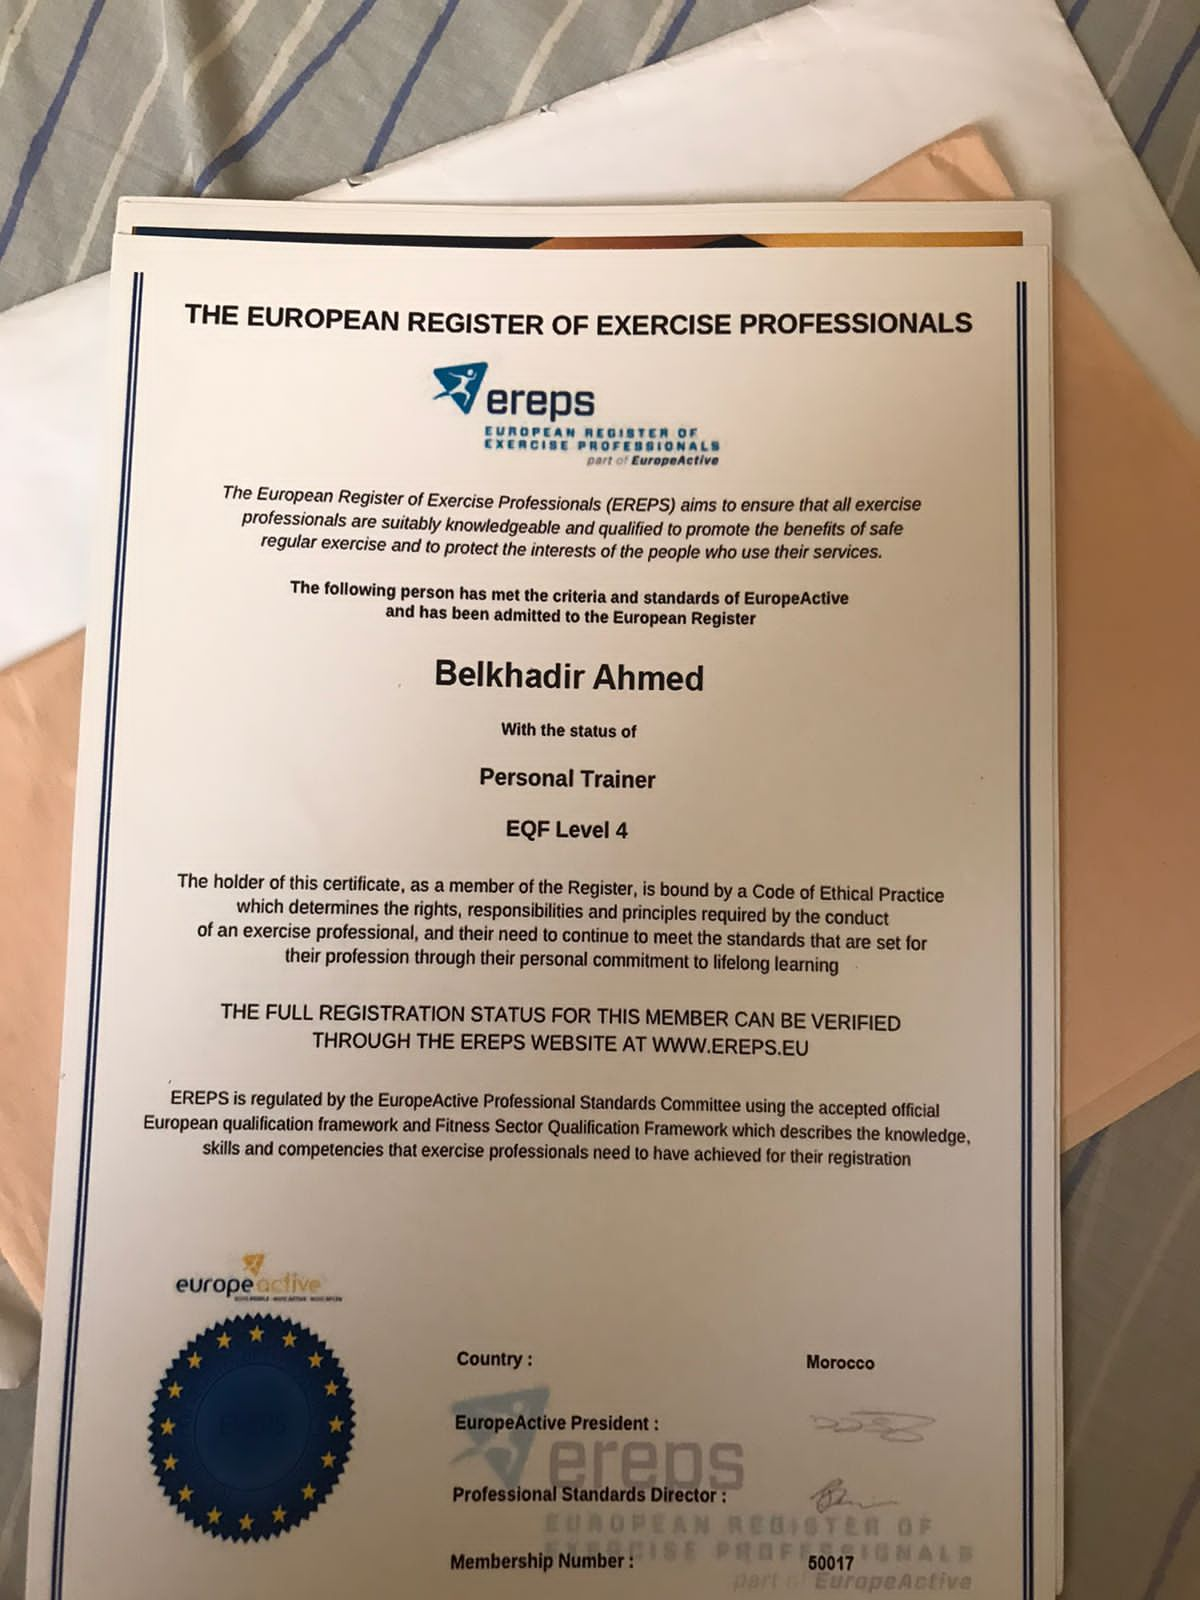 THE EUROPEAN REGISTER OF EXERCISE PROFESSIONALS
ereps
EUROPEAN REGISTER OF
EXERCISE PROFESSIONALS
part of EuropeActive
The European Register of Exercise Professionals (EREPS) aims to ensure that all exercise
professionals are suitably knowledgeable and qualified to promote the benefits of safe
regular exercise and to protect the interests of the people who use their services.
The following person has met the criteria and standards of EuropeActive
and has been admitted to the European Register
Belkhadir Ahmed
With the status of
Personal Trainer
EQF Level 4
The holder of this certificate, as a member of the Register, is bound by a Code of Ethical Practice
which determines the rights, responsibilities and principles required by the conduct
of an exercise professional, and their need to continue to meet the standards that are set for
their profession through their personal commitment to lifelong learning
THE FULL REGISTRATION STATUS FOR THIS MEMBER CAN BE VERIFIED
THROUGH THE EREPS WEBSITE AT WWW.EREPS.EU
EREPS is regulated by the EuropeActive Professional Standards Committee using the accepted official
European qualification framework and Fitness Sector Qualification Framework which describes the knowledge,
skills and competencies that exercise professionals need to have achieved for their registration
europeactive
Country : Morocco
EuropeActive President :
ereps
Professional Standards Director :
EUROPEAN REGISTER OF
EXERCISE PROFESSIONALS
Membership Number : 50017
part of EuropeActive